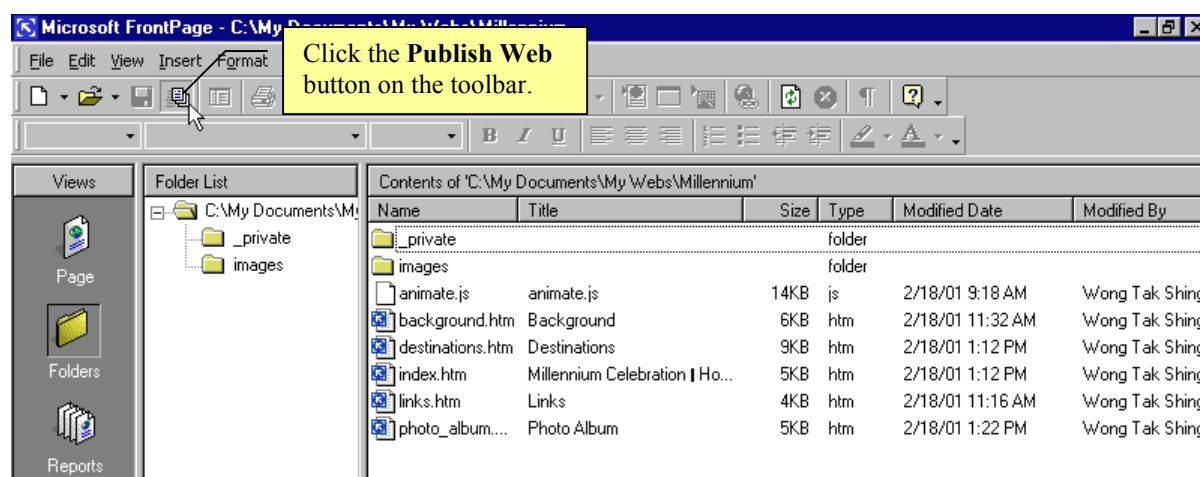 Microsoft FrontPage - C:\My Documents\My Webs\Millennium
Click the Publish Web
button on the toolbar.
File Edit View Insert Format
B I U
A
Views
Folder List
Contents of 'C:\My Documents\My Webs\Millennium'
C:\My Documents\My
Name Title Size Type Modified Date Modified By
_private
_private folder
images
images folder
Page
animate.js animate.js 14KB js 2/18/01 9:18 AM Wong Tak Shing
background.htm Background 6KB htm 2/18/01 11:32 AM Wong Tak Shing
destinations.htm Destinations 9KB htm 2/18/01 1:12 PM Wong Tak Shing
Folders
index.htm Millennium Celebration | Ho... 5KB htm 2/18/01 1:12 PM Wong Tak Shing
links.htm Links 4KB htm 2/18/01 11:16 AM Wong Tak Shing
photo_album.... Photo Album 5KB htm 2/18/01 1:22 PM Wong Tak Shing
Reports